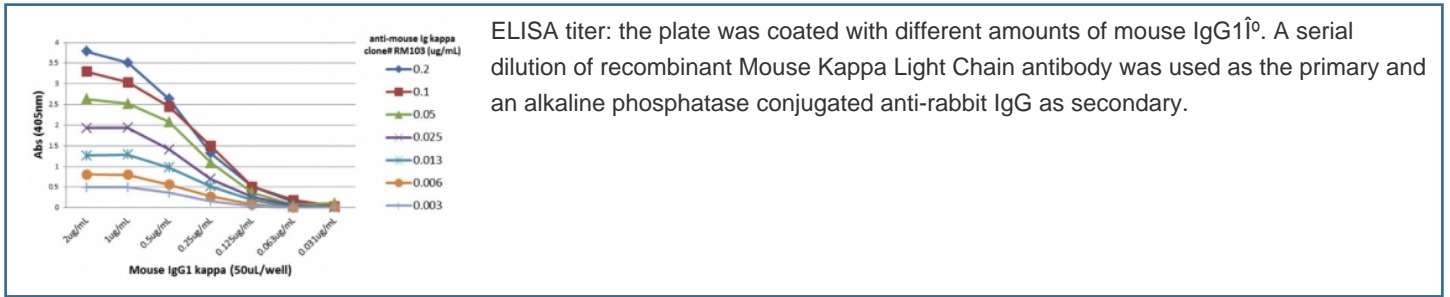 ELISA titer: the plate was coated with different amounts of mouse IgG1Îº. A serial
dilution of recombinant Mouse Kappa Light Chain antibody was used as the primary and
an alkaline phosphatase conjugated anti-rabbit IgG as secondary.
anti-mouse Ig kappa
clone# RM103 (ug/mL)
0.2
0.1
0.05
0.025
0.013
0.006
0.003
Abs (405nm)
4
3.5
3
2.5
2
1.5
1
0.5
0
2ug/mL
1ug/mL
0.5ug/mL
0.25ug/mL
0.125ug/mL
0.063ug/mL
0.031ug/mL
Mouse IgG1 kappa (50uL/well)